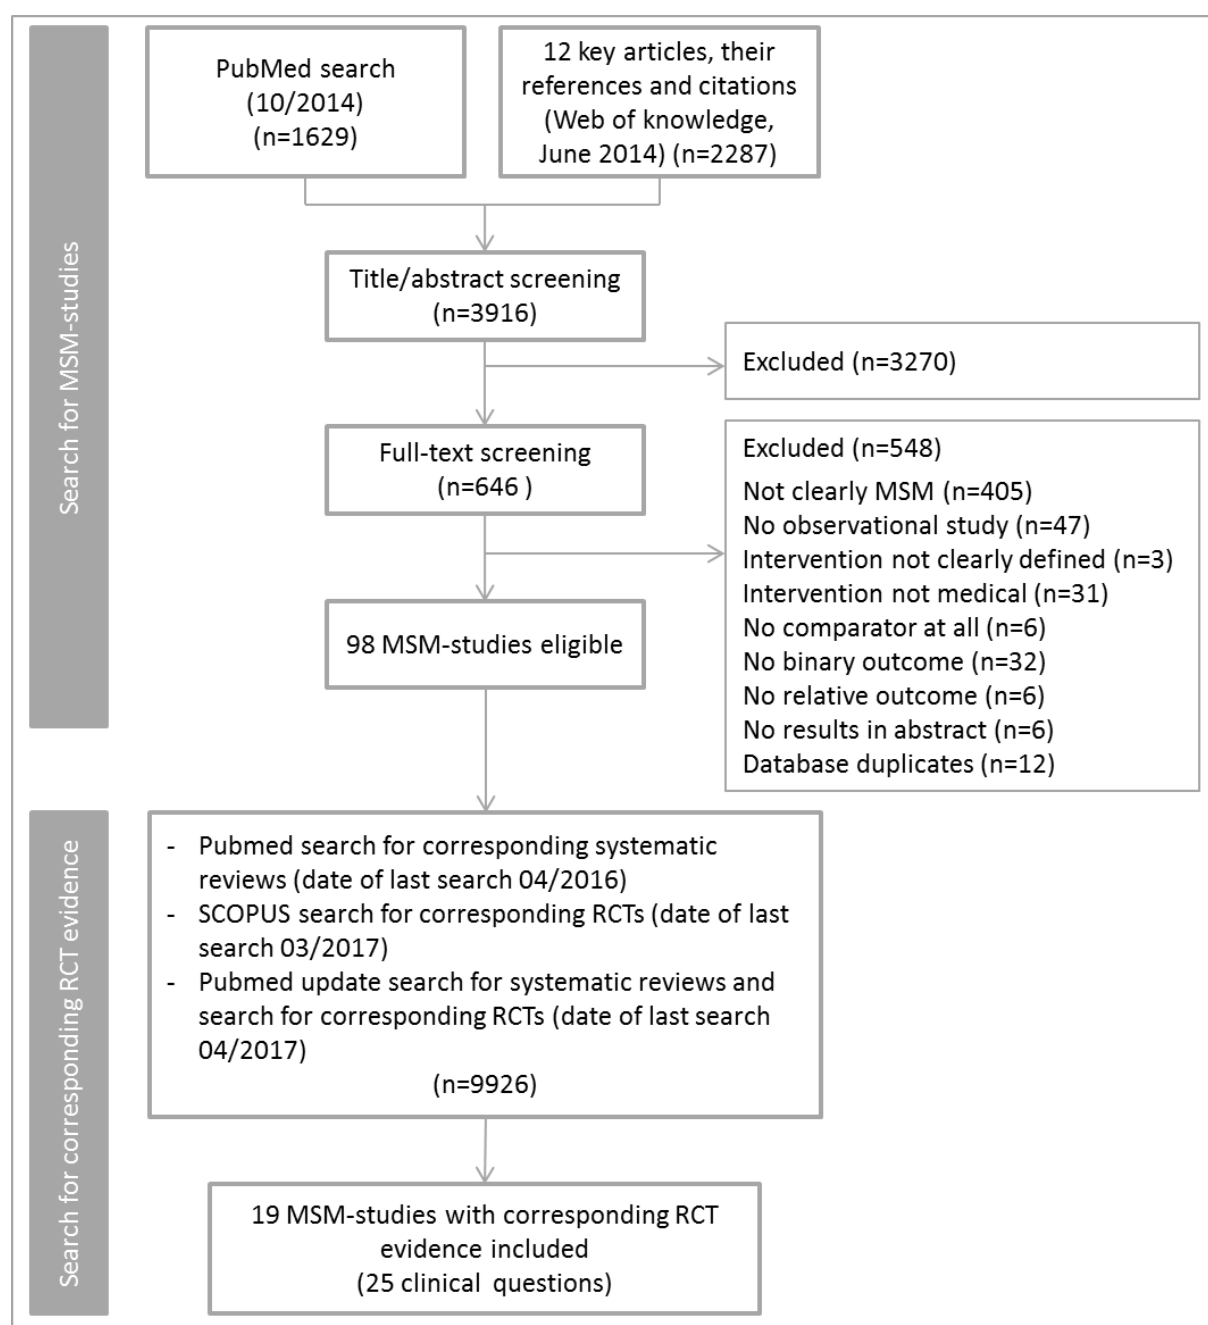 Search for MSM-studies
PubMed search
(10/2014)
(n=1629)
12 key articles, their
references and citations
(Web of knowledge,
June 2014) (n=2287)
Title/abstract screening
(n=3916)
Excluded (n=3270)
Full-text screening
(n=646 )
Excluded (n=548)
Not clearly MSM (n=405)
No observational study (n=47)
Intervention not clearly defined (n=3)
Intervention not medical (n=31)
No comparator at all (n=6)
No binary outcome (n=32)
No relative outcome (n=6)
No results in abstract (n=6)
Database duplicates (n=12)
98 MSM-studies eligible
Search for corresponding RCT evidence
- Pubmed search for corresponding systematic
reviews (date of last search 04/2016)
- SCOPUS search for corresponding RCTs (date of last
search 03/2017)
- Pubmed update search for systematic reviews and
search for corresponding RCTs (date of last search
04/2017)
(n=9926)
19 MSM-studies with corresponding RCT
evidence included
(25 clinical questions)